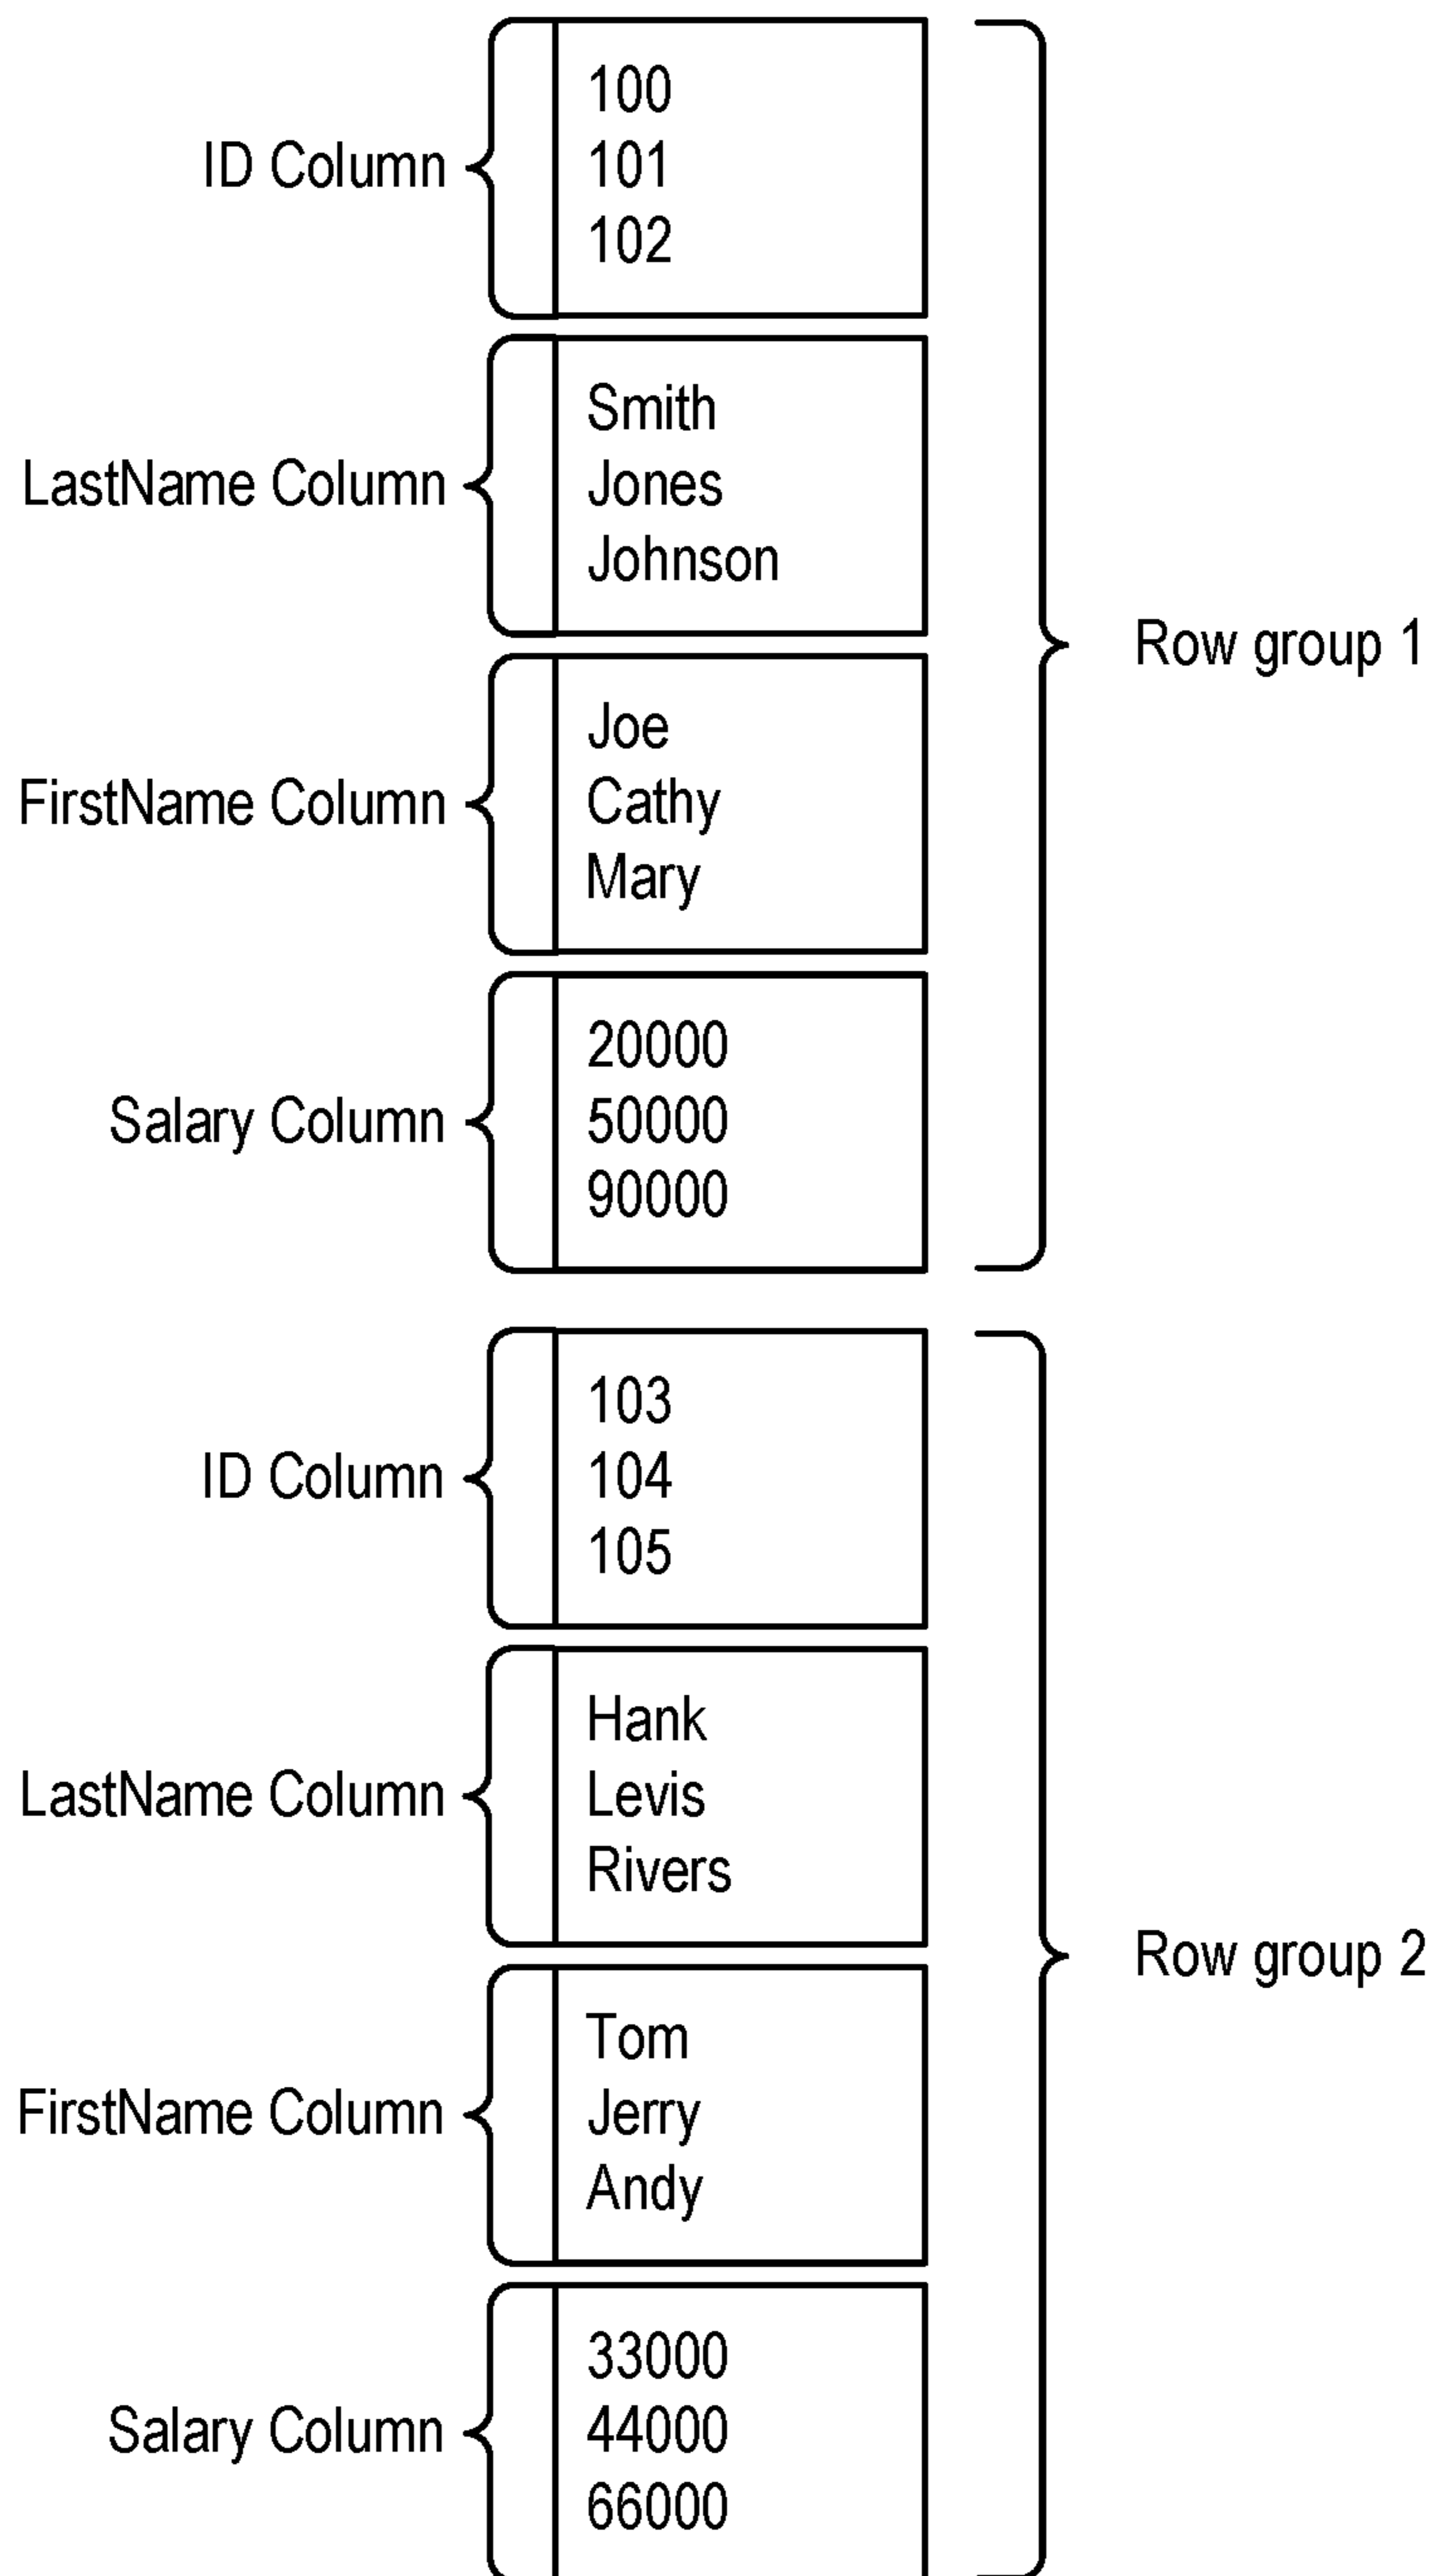 ID Column
100
101
102
LastName Column
Smith
Jones
Johnson
Row group 1
FirstName Column
Joe
Cathy
Mary
Salary Column
20000
50000
90000
ID Column
103
104
105
LastName Column
Hank
Levis
Rivers
Row group 2
FirstName Column
Tom
Jerry
Andy
Salary Column
33000
44000
66000